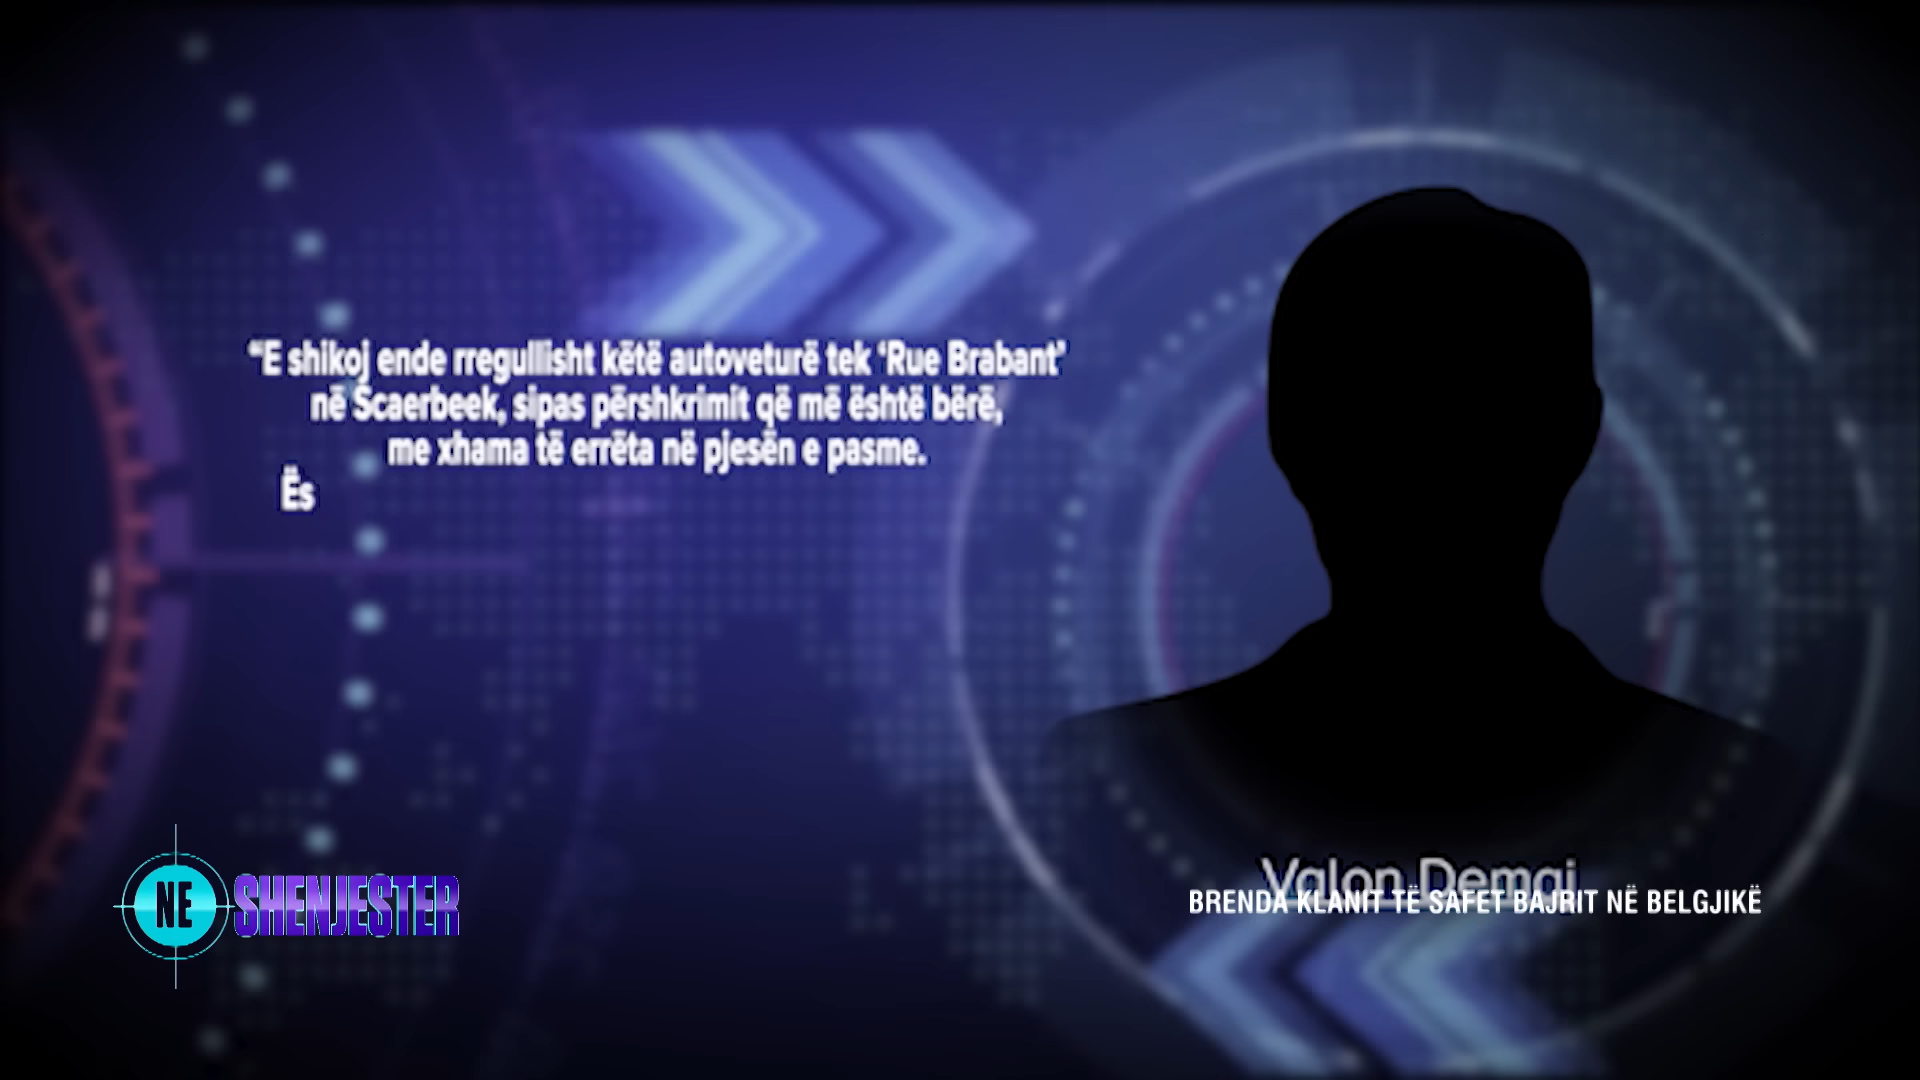 “E shikoj ende rregullisht këtë autoveturë tek ‘Rue Brabant’
në Scaerbeek, sipas përshkrimit që më është bërë,
me xhama të errëta në pjesën e pasme.
Ës
Valon Demaj
BRENDA KLANIT TË SAFET BAJRIT NË BELGJIKË
NE SHENJESTER